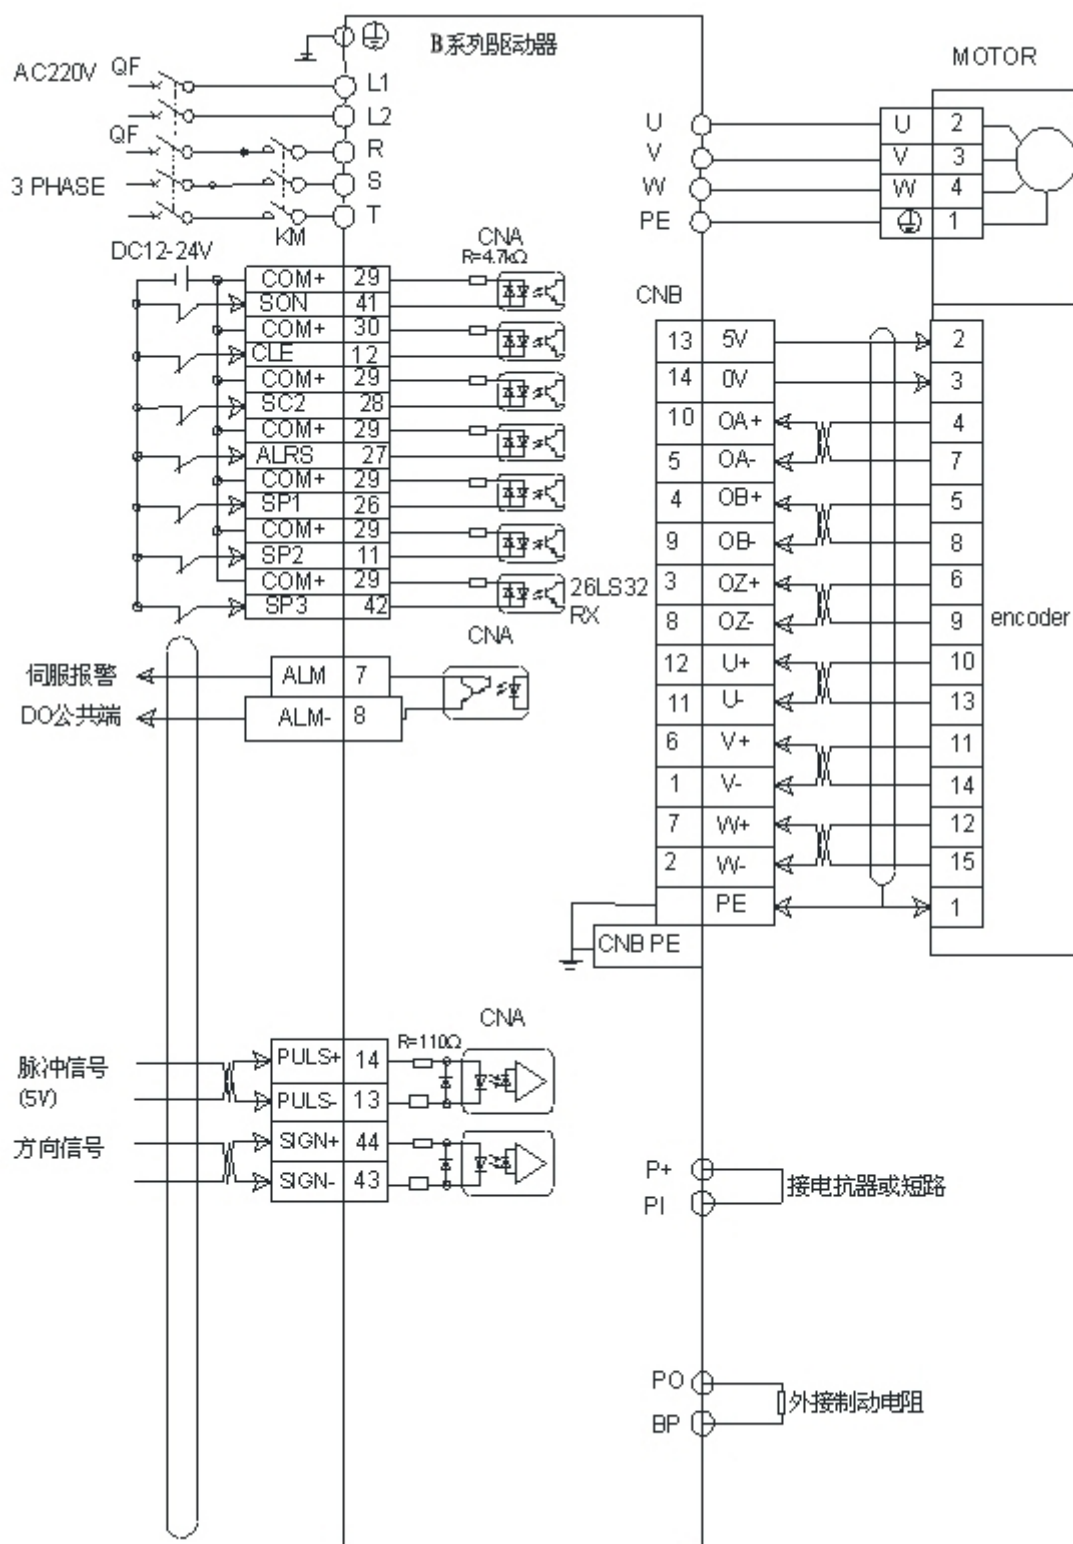 B系列驱动器
MOTOR
AC220V QF
L1
L2
QF
R
3 PHASE
S
T
KM
U
V
W
PE
U 2
V 3
W 4
1
DC12-24V
CNA
R=4.7kΩ
COM+ 29
SON 41
COM+ 30
CLE 12
COM+ 29
SC2 28
COM+ 29
ALRS 27
COM+ 29
SP1 26
COM+ 29
SP2 11
COM+ 29
SP3 42
26LS32
RX
CNA
伺服报警
ALM 7
DO公共端
ALM- 8
CNB
13 5V 2
14 0V 3
10 OA+ 4
5 OA- 7
4 OB+ 5
9 OB- 8
3 OZ+ 6
8 OZ- 9
encoder
12 U+ 10
11 U- 13
6 V+ 11
1 V- 14
7 W+ 12
2 W- 15
PE 1
CNB PE
CNA
R=110Ω
脉冲信号
(5V)
PULS+ 14
PULS- 13
方向信号
SIGN+ 44
SIGN- 43
P+
PI
接电抗器或短路
PO
BP
外接制动电阻